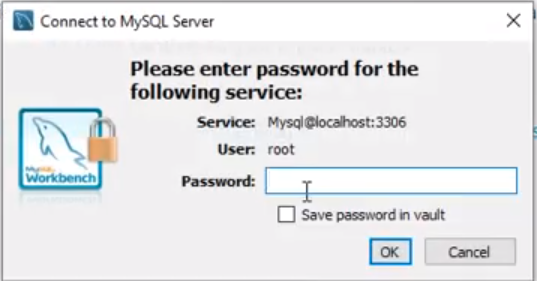 Connect to MySQL Server
Please enter password for the
following service:
Service: Mysql@localhost:3306
User: root
Password:
Save password in vault
OK Cancel
MySQL
Workbench